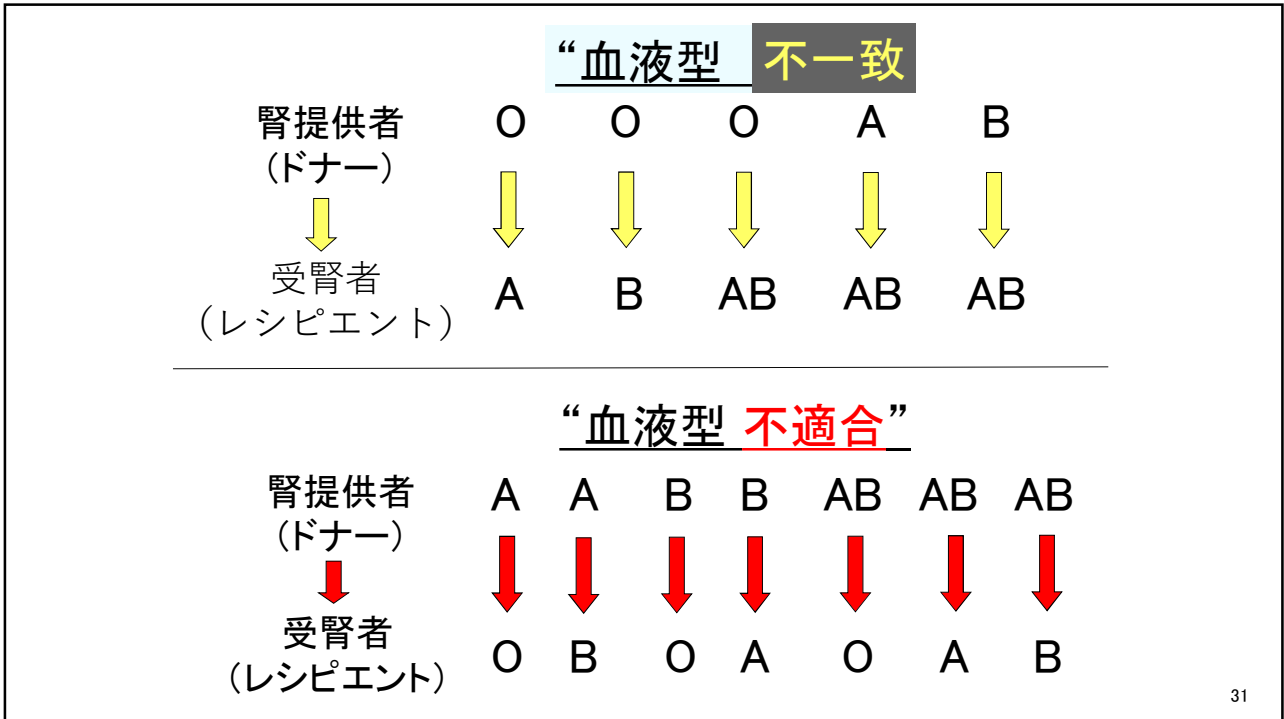 “血液型 不一致
腎提供者 O O O A B
(ドナー)
受腎者
（レシピエント） A B AB AB AB
“血液型 不適合”
腎提供者 A A B B AB AB AB
(ドナー)
受腎者
(レシピエント) O B O A O A B
31